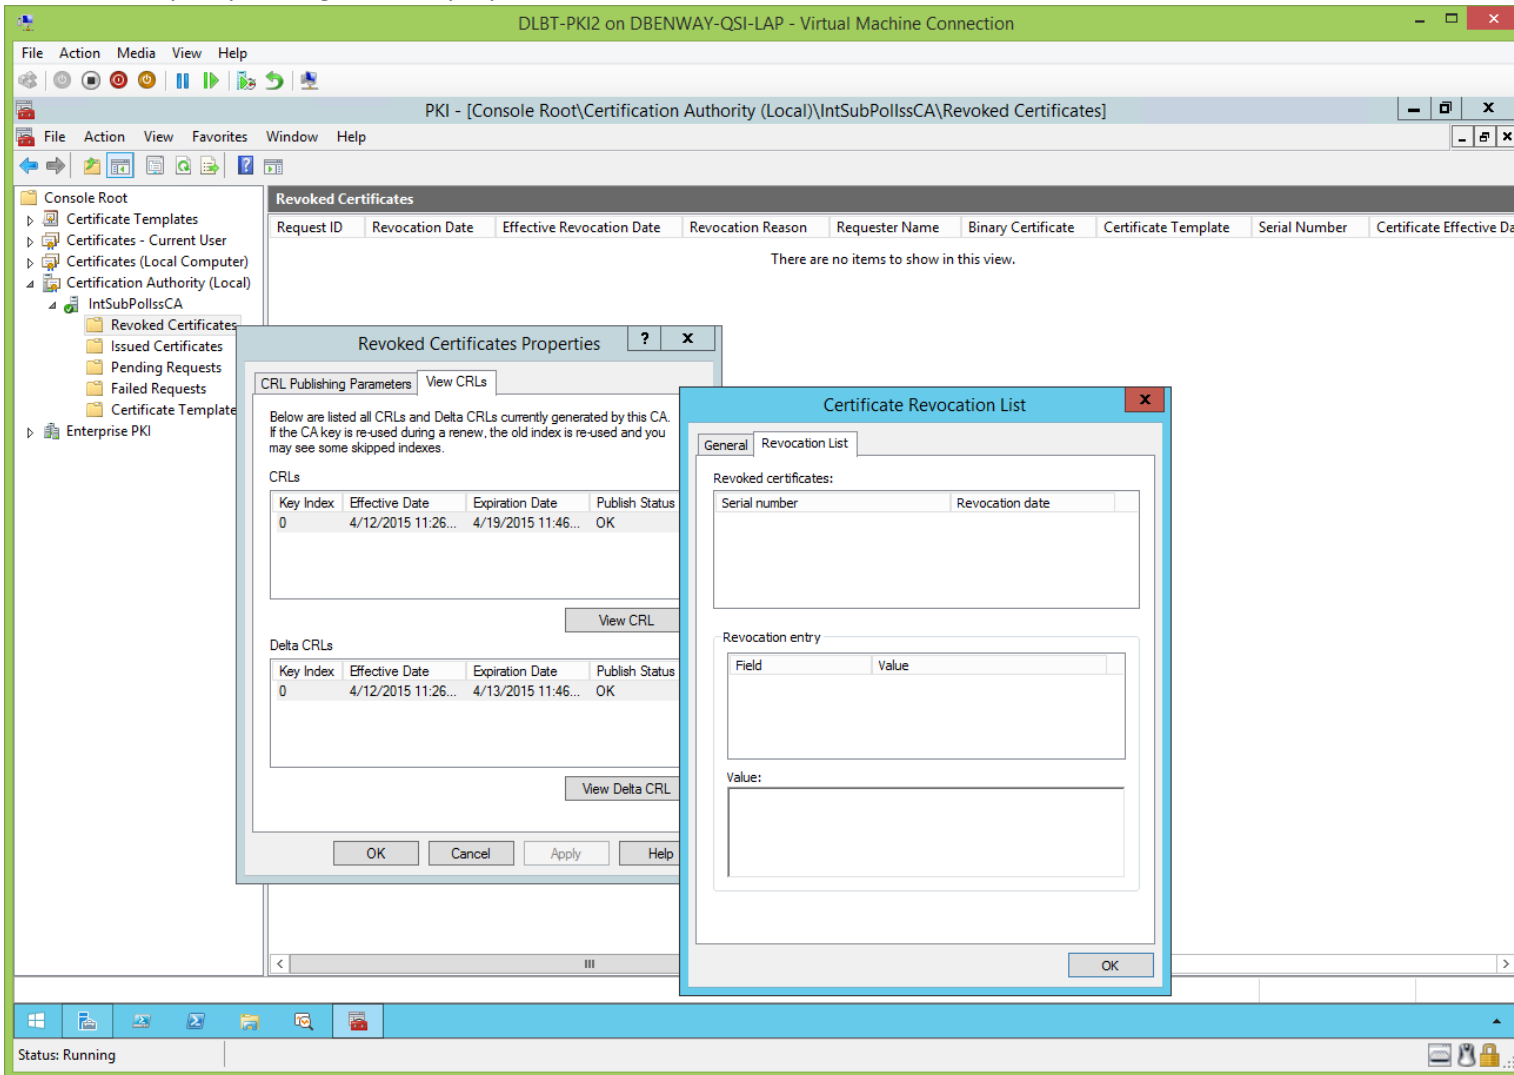 DLBT-PKI2 on DBENWAY-QSI-LAP - Virtual Machine Connection
File Action Media View Help
PKI - [Console Root\Certification Authority (Local)\IntSubPolIssCA\Revoked Certificates]
File Action View Favorites Window Help
Console Root
Certificate Templates
Certificates - Current User
Certificates (Local Computer)
Certification Authority (Local)
IntSubPolIssCA
Revoked Certificates
Issued Certificates
Pending Requests
Failed Requests
Certificate Template
Enterprise PKI
Revoked Certificates
Request ID Revocation Date Effective Revocation Date Revocation Reason Requester Name Binary Certificate Certificate Template Serial Number Certificate Effective Da
There are no items to show in this view.
Revoked Certificates Properties
CRL Publishing Parameters View CRLs
Below are listed all CRLs and Delta CRLs currently generated by this CA.
If the CA key is re-used during a renew, the old index is re-used and you
may see some skipped indexes.
CRLs
Key Index Effective Date Expiration Date Publish Status
0 4/12/2015 11:26... 4/19/2015 11:46... OK
View CRL
Delta CRLs
Key Index Effective Date Expiration Date Publish Status
0 4/12/2015 11:26... 4/13/2015 11:46... OK
View Delta CRL
OK Cancel Apply Help
Certificate Revocation List
General Revocation List
Revoked certificates:
Serial number Revocation date
Revocation entry
Field Value
Value:
OK
Status: Running